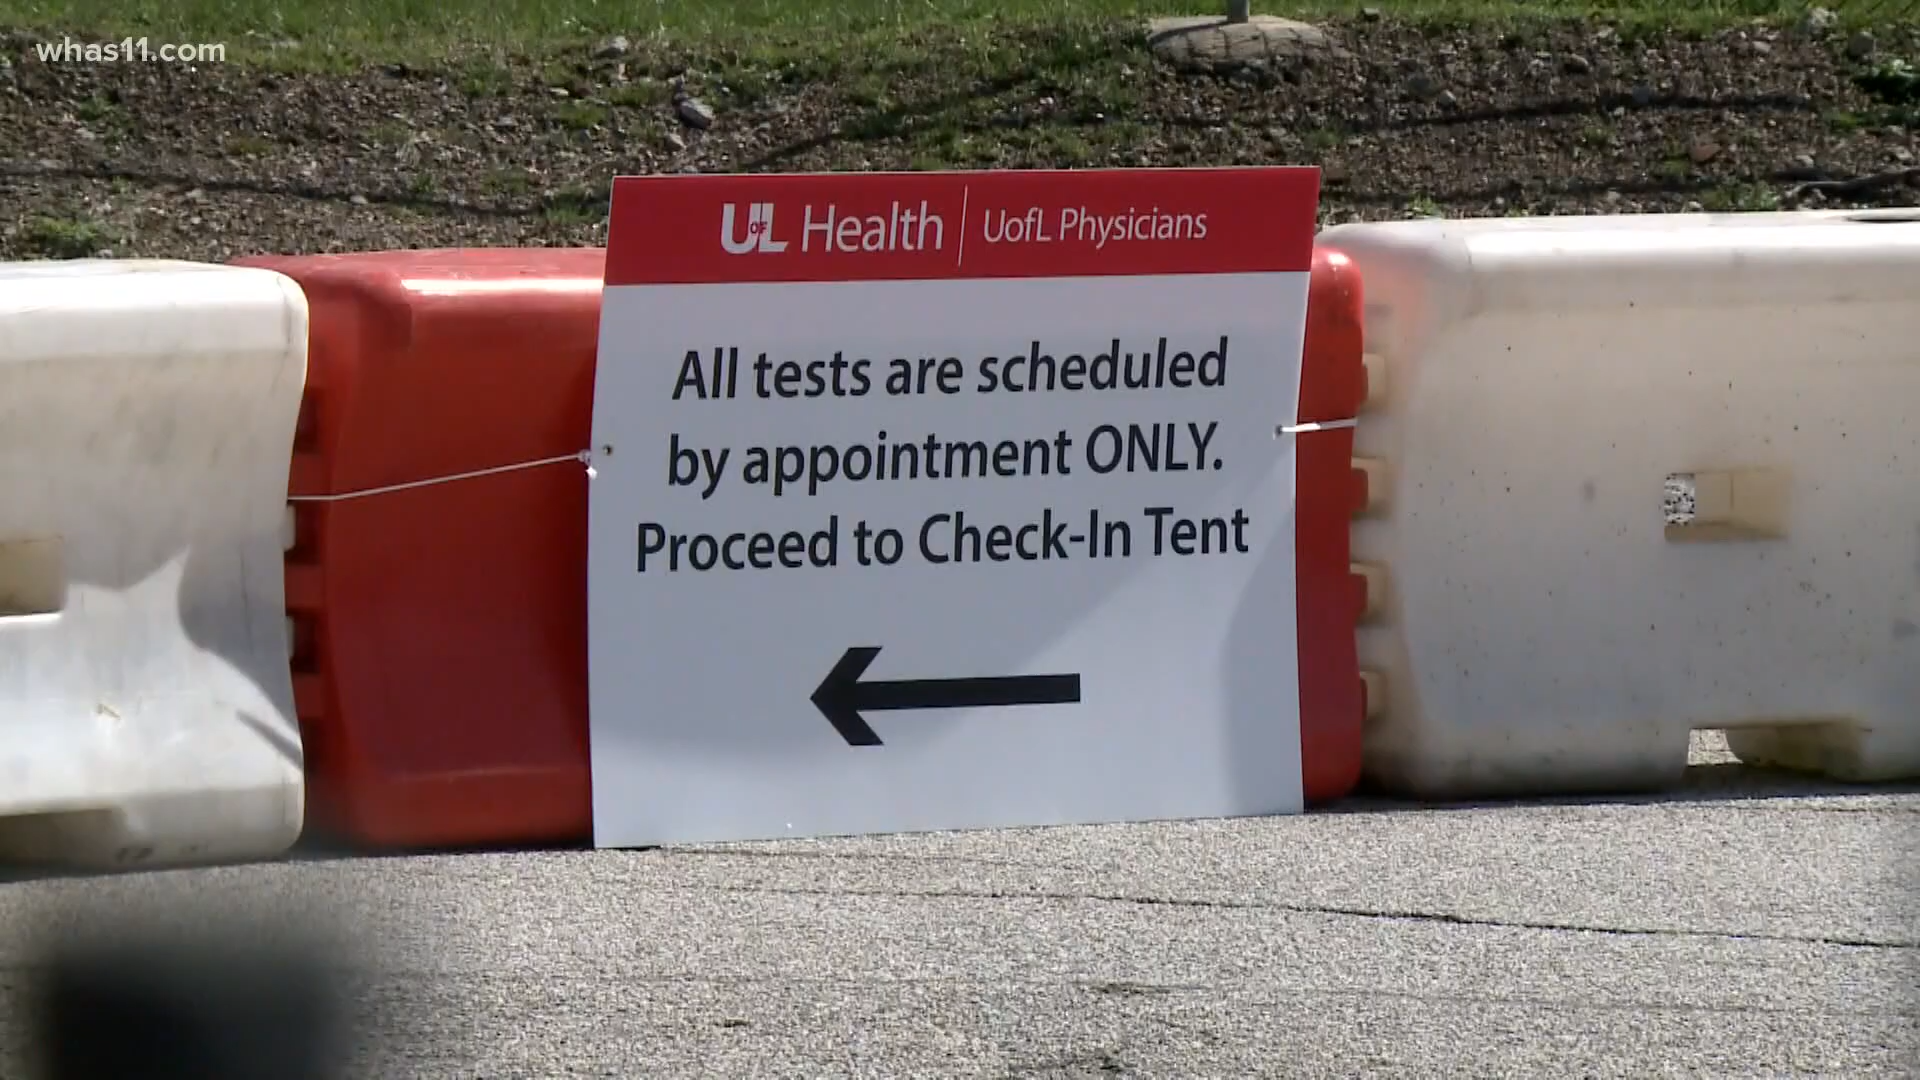 whas11.com
UofL Health | UofL Physicians
All tests are scheduled
by appointment ONLY.
Proceed to Check-In Tent